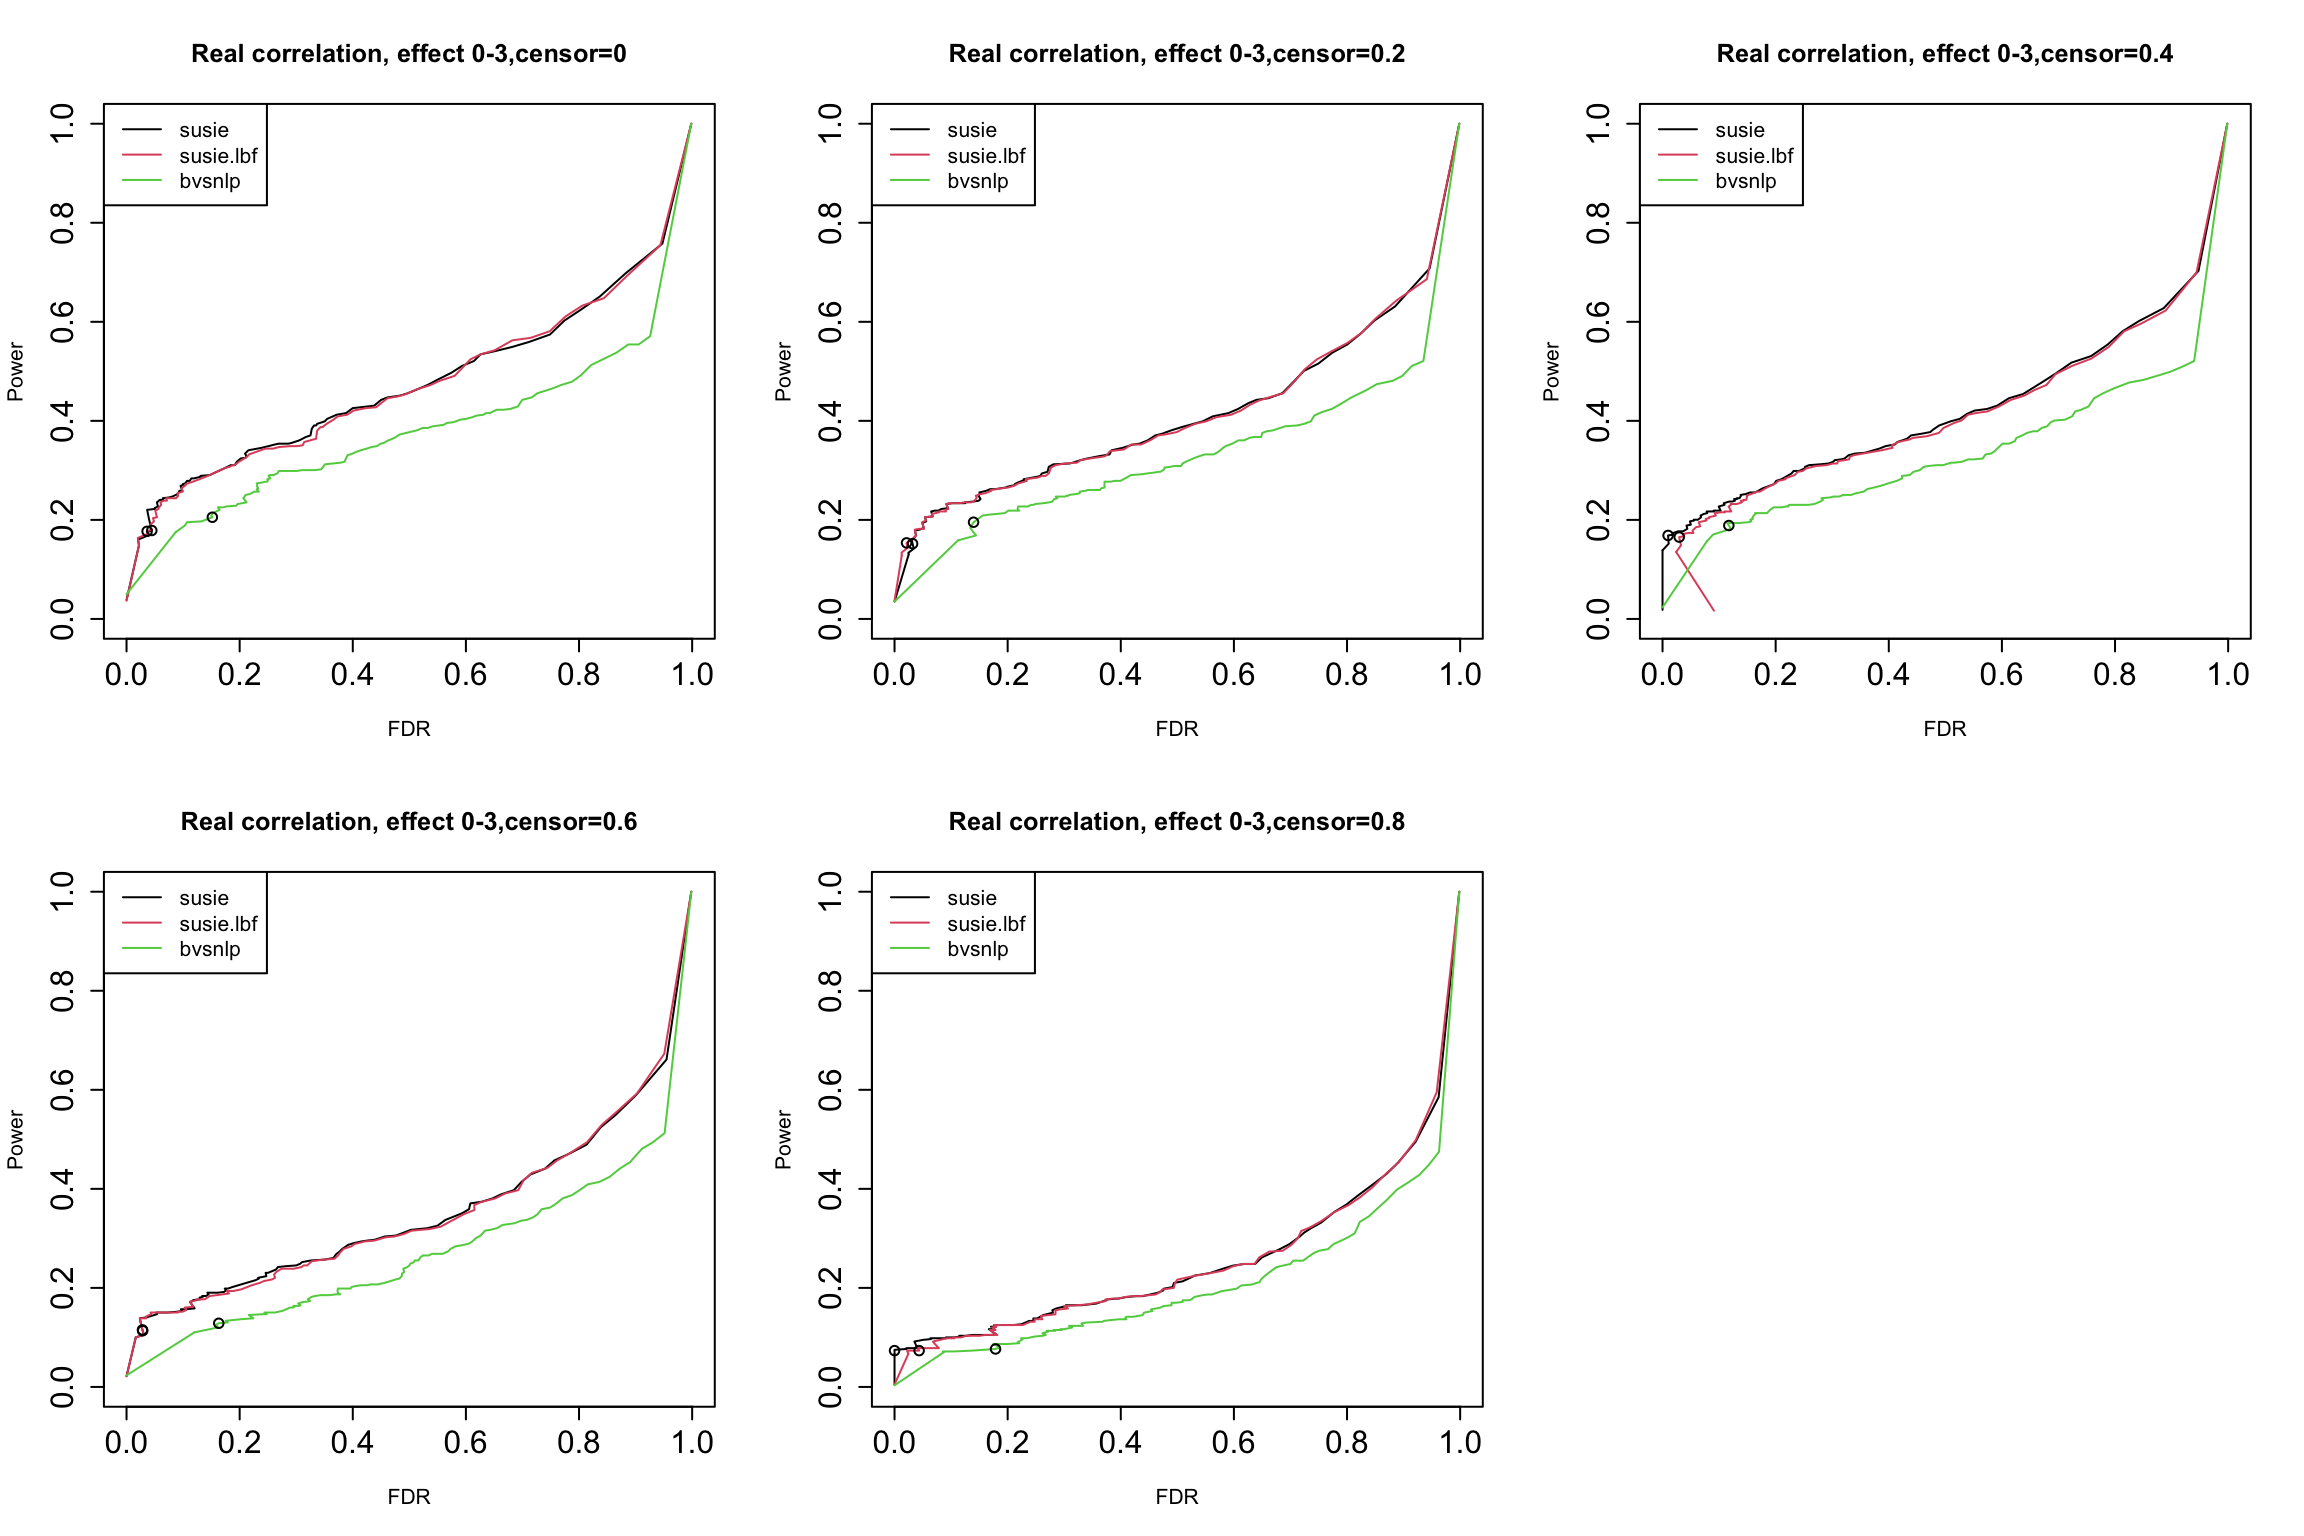 Real correlation, effect 0-3,censor=0
susie
susie.lbf
bvsnlp
Power
0.0 0.2 0.4 0.6 0.8 1.0
0.0 0.2 0.4 0.6 0.8 1.0
FDR
Real correlation, effect 0-3,censor=0.2
susie
susie.lbf
bvsnlp
Power
0.0 0.2 0.4 0.6 0.8 1.0
0.0 0.2 0.4 0.6 0.8 1.0
FDR
Real correlation, effect 0-3,censor=0.4
susie
susie.lbf
bvsnlp
Power
0.0 0.2 0.4 0.6 0.8 1.0
0.0 0.2 0.4 0.6 0.8 1.0
FDR
Real correlation, effect 0-3,censor=0.6
susie
susie.lbf
bvsnlp
Power
0.0 0.2 0.4 0.6 0.8 1.0
0.0 0.2 0.4 0.6 0.8 1.0
FDR
Real correlation, effect 0-3,censor=0.8
susie
susie.lbf
bvsnlp
Power
0.0 0.2 0.4 0.6 0.8 1.0
0.0 0.2 0.4 0.6 0.8 1.0
FDR